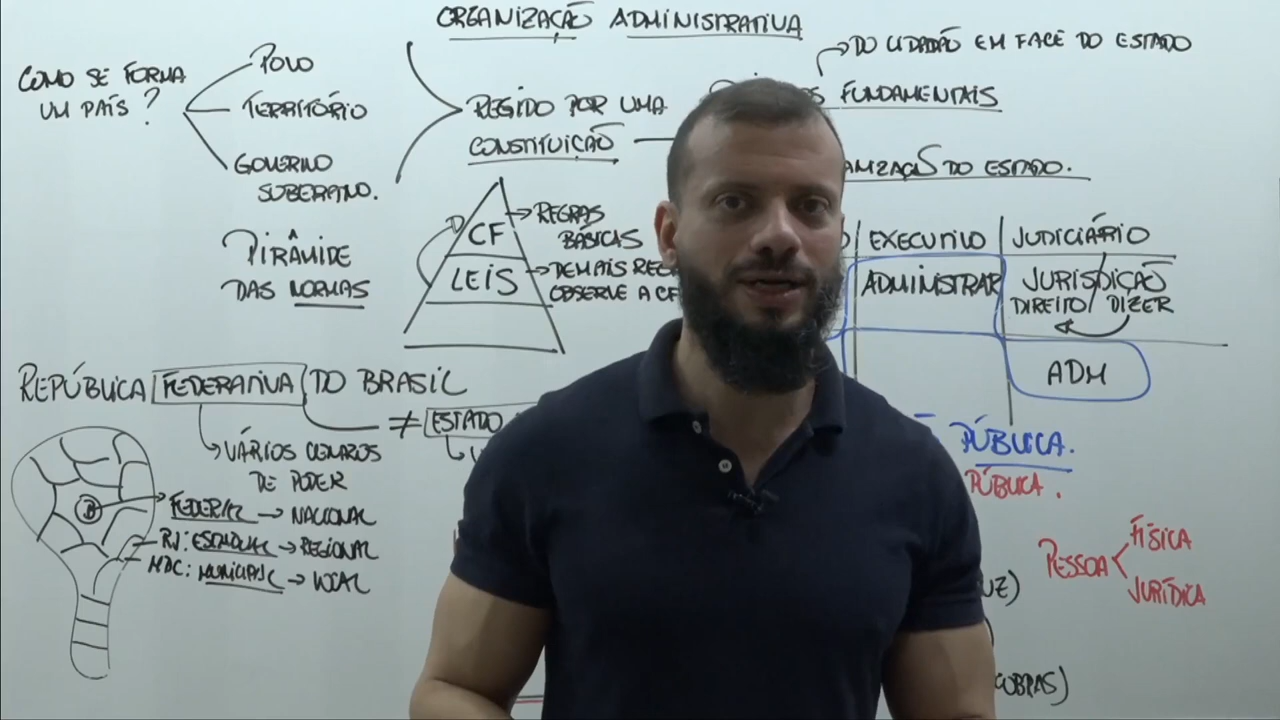 ORGANIZAÇÃO ADMINISTRATIVA
COMO SE FORMA
UM PAÍS?
POVO
TERRITÓRIO
GOVERNO
SOBERANO.
REGIDO POR UMA
CONSTITUIÇÃO
DO CIDADÃO EM FACE DO ESTADO
FUNDAMENTAIS
DO ESTADO.
PIRÂMIDE
DAS NORMAS
CF
LEIS
REGRAS
BÁSICAS
DEMAIS
OBSERVE A CF
EXECUTIVO
JUDICIÁRIO
ADMINISTRAR
JURISDIÇÃO
DIREITO/ DIZER
ADM
REPÚBLICA FEDERATIVA DO BRASIL
≠ ESTADO
VÁRIOS CENTROS
DE PODER
FEDERAL → NACIONAL
RJ: ESTADUAL → REGIONAL
MUNICIPAL → LOCAL
PÚBLICA.
PÚBLICA.
PESSOA
FÍSICA
JURÍDICA